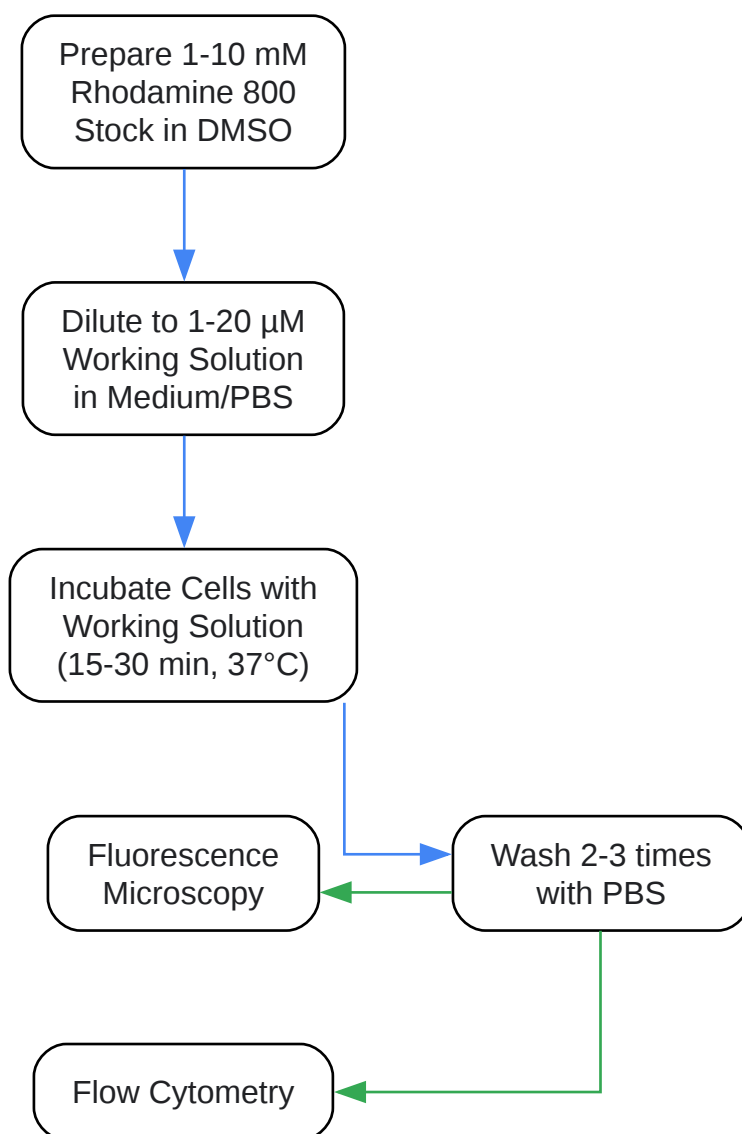 Prepare 1-10 mM
Rhodamine 800
Stock in DMSO
Dilute to 1-20 µM
Working Solution
in Medium/PBS
Incubate Cells with
Working Solution
(15-30 min, 37°C)
Fluorescence
Microscopy
Wash 2-3 times
with PBS
Flow Cytometry